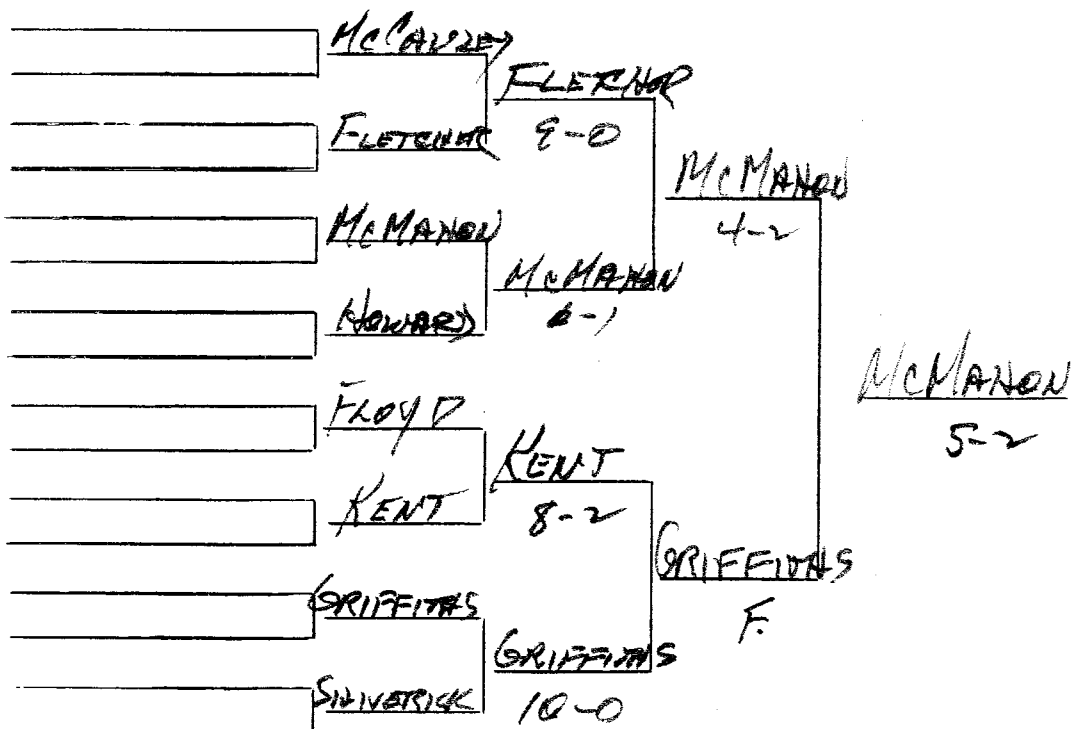 McCAULEY
FLETCHER
FLETCHER
9-0
McMAHON
McMAHON
4-2
McMAHON
6-1
HOWARD
McMAHON
5-2
FLOYD
KENT
KENT
8-2
GRIFFITHS
F.
GRIFFITHS
GRIFFITHS
10-0
SHIVERICK